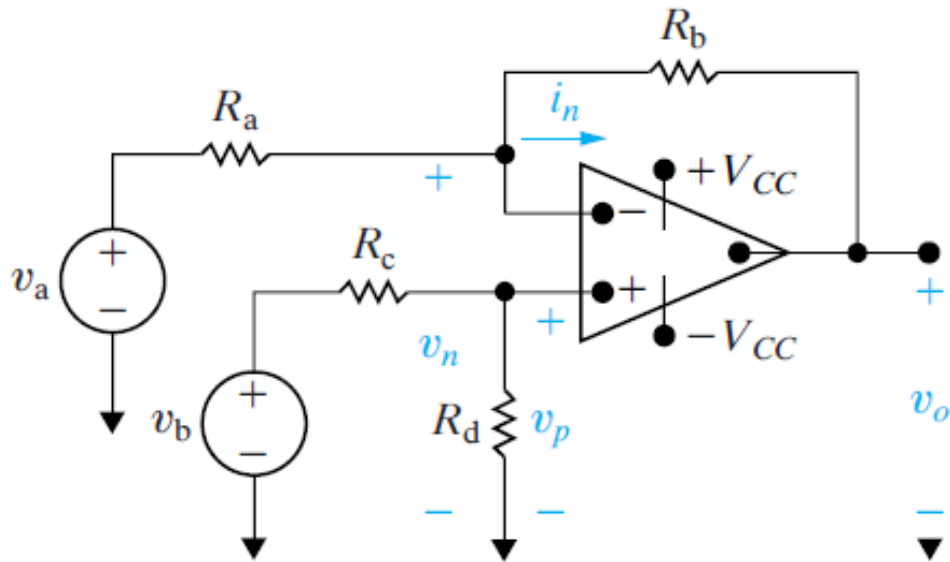 R_b
R_a
i_n
+
+V_CC
−
+
v_a
−
R_c
+
+
+
−V_CC
v_n
+
v_b
−
R_d
v_p
v_o
−
−
−